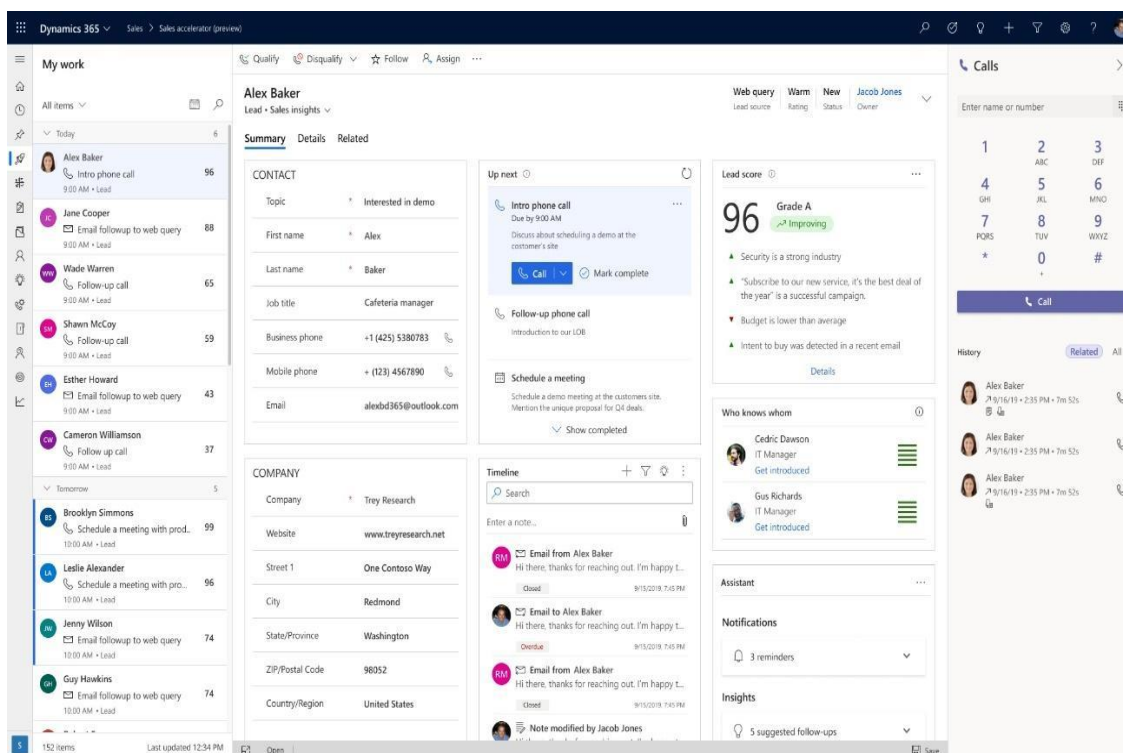 Dynamics 365
Sales > Sales accelerator (preview)
My work
All items
Today 6
Alex Baker
Intro phone call 96
9:00 AM • Lead
JC
Jane Cooper
Email followup to web query 88
9:00 AM • Lead
WW
Wade Warren
Follow-up call 65
9:00 AM • Lead
SM
Shawn McCoy
Follow-up call 59
9:00 AM • Lead
EH
Esther Howard
Email followup to web query 43
9:00 AM • Lead
CW
Cameron Williamson
Follow up call 37
9:00 AM • Lead
Tomorrow 5
BS
Brooklyn Simmons
Schedule a meeting with prod.. 99
10:00 AM • Lead
LA
Leslie Alexander
Schedule a meeting with pro... 96
10:00 AM • Lead
JW
Jenny Wilson
Email followup to web query 74
10:00 AM • Lead
GH
Guy Hawkins
Email followup to web query 74
10:00 AM • Lead
S
152 items Last updated 12:34 PM
Qualify Disqualify Follow Assign ...
Alex Baker
Lead • Sales insights
Web query Warm New Jacob Jones
Lead source Rating Status Owner
Summary Details Related
CONTACT
Topic * Interested in demo
First name * Alex
Last name * Baker
Job title Cafeteria manager
Business phone +1 (425) 5380783
Mobile phone + (123) 4567890
Email alexbd365@outlook.com
COMPANY
Company * Trey Research
Website www.treyresearch.net
Street 1 One Contoso Way
City Redmond
State/Province Washington
ZIP/Postal Code 98052
Country/Region United States
Up next
Intro phone call
Due by 9:00 AM
Discuss about scheduling a demo at the
costomer's site
Call Mark complete
Follow-up phone call
Introduction to our LOB
Schedule a meeting
Schedule a demo meeting at the customers site.
Mention the unique proposal for Q4 deals.
Show completed
Timeline
Search
Enter a note...
RM
Email from Alex Baker
Hi there, thanks for reaching out. I'm happy t...
Closed 9/15/2019, 7:45 PM
Email to Alex Baker
Hi there, thanks for reaching out. I'm happy t...
Overdue 9/15/2019, 7:45 PM
RM
Email from Alex Baker
Hi there, thanks for reaching out. I'm happy t...
Closed 9/15/2019, 7:45 PM
Note modified by Jacob Jones
Lead score
96
Grade A
Improving
Security is a strong industry
"Subscribe to our new service, it's the best deal of
the year" is a successful campaign.
Budget is lower than average
Intent to buy was detected in a recent email
Details
Who knows whom
Cedric Dawson
IT Manager
Get introduced
Gus Richards
IT Manager
Get introduced
Assistant
Notifications
3 reminders
Insights
5 suggested follow-ups
Open Save
Calls
Enter name or number
1 2 3
ABC DEF
4 5 6
GHI JKL MNO
7 8 9
PQRS TUV WXYZ
* 0 #
+
Call
History Related All
Alex Baker
9/16/19 • 2:35 PM • 7m 52s
Alex Baker
9/16/19 • 2:35 PM • 7m 52s
Alex Baker
9/16/19 • 2:35 PM • 7m 52s